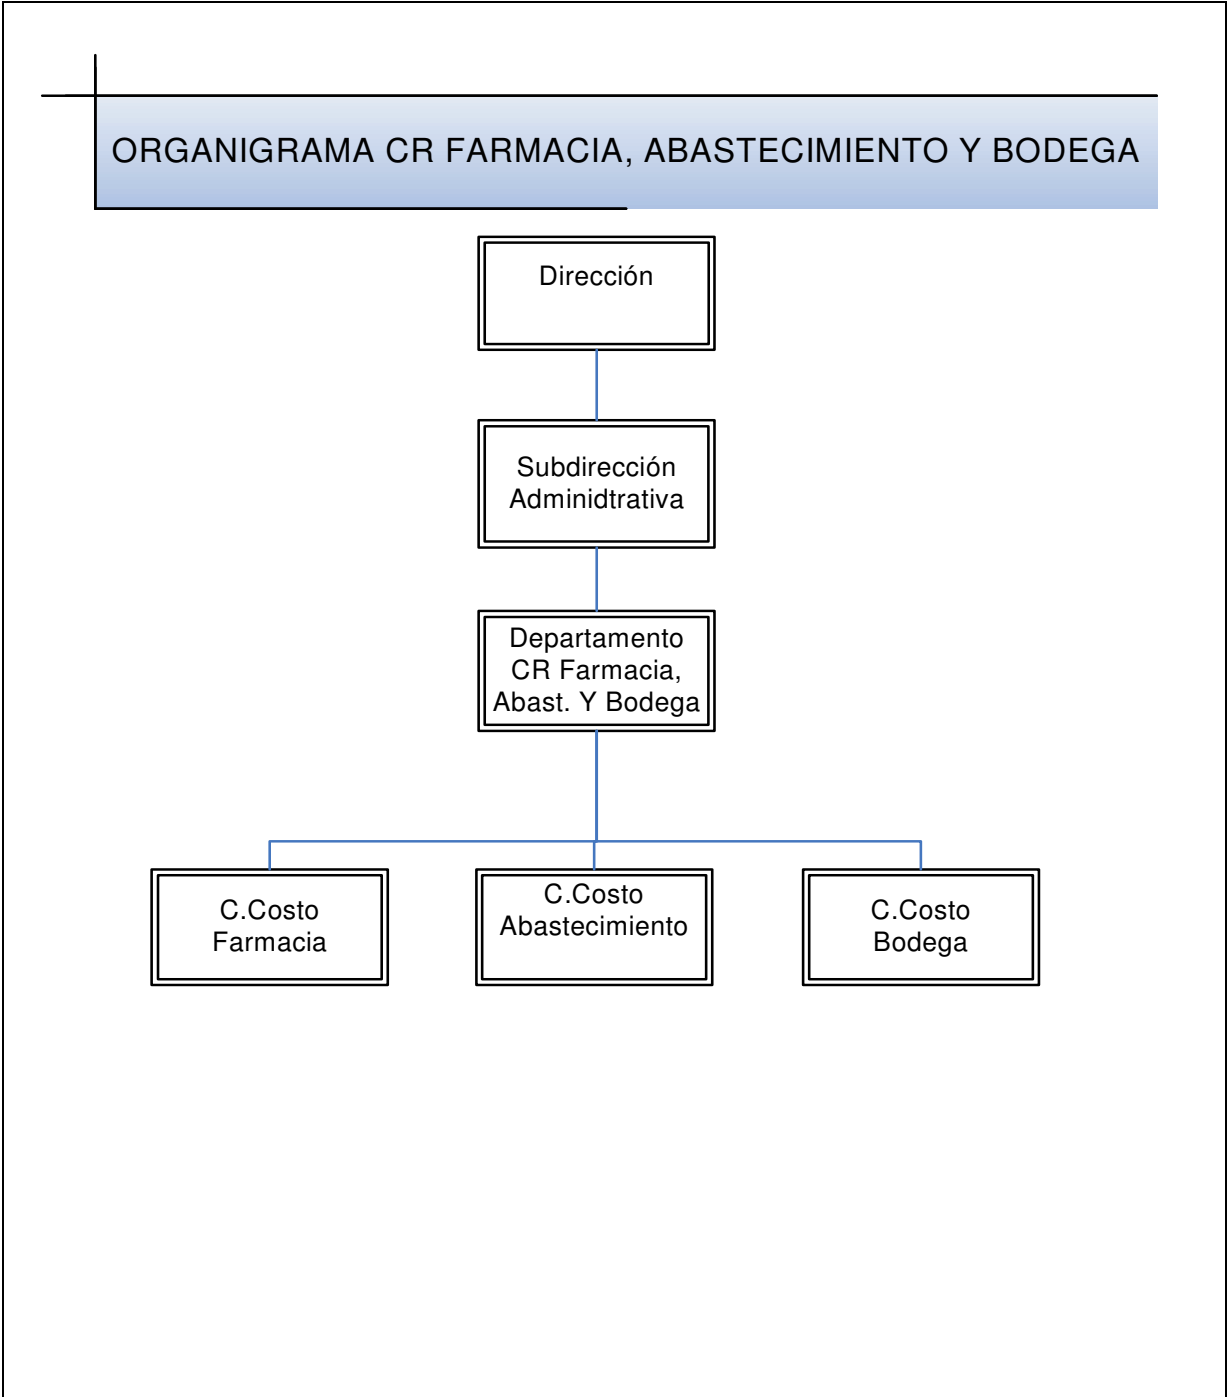 ORGANIGRAMA CR FARMACIA, ABASTECIMIENTO Y BODEGA
Dirección
Subdirección
Adminidtrativa
Departamento
CR Farmacia,
Abast. Y Bodega
C.Costo
Farmacia
C.Costo
Abastecimiento
C.Costo
Bodega